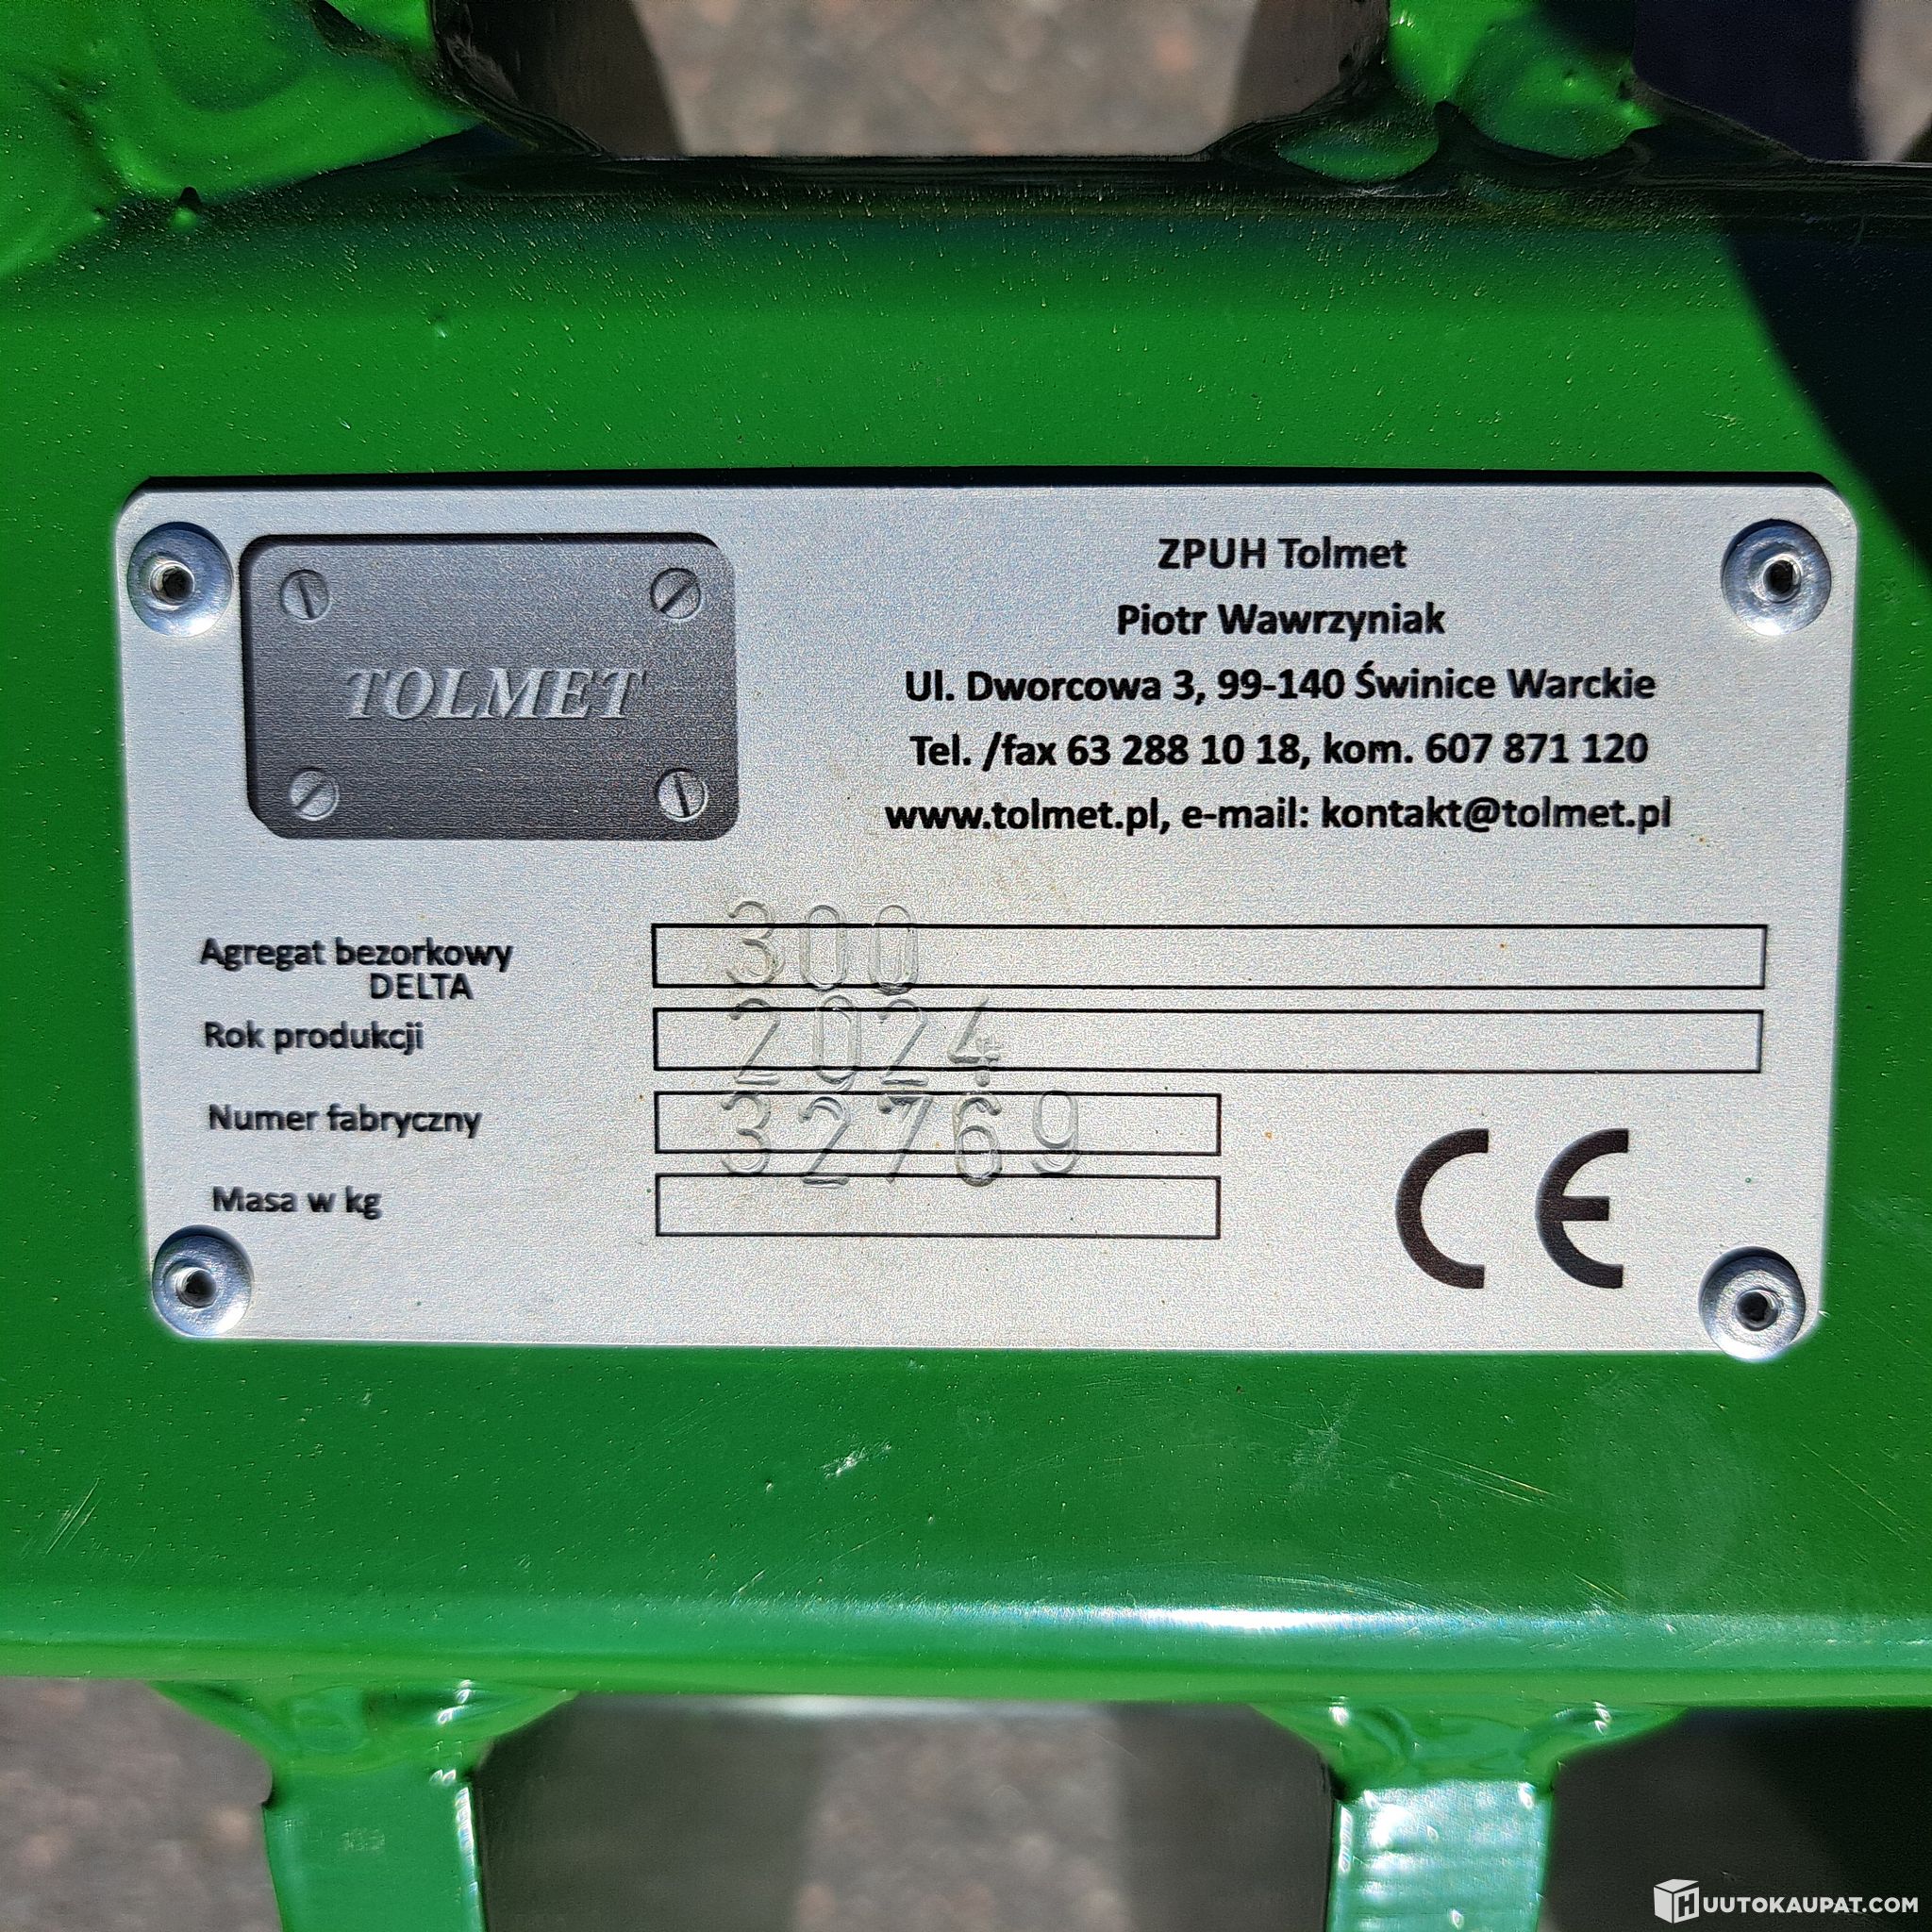 TOLMET
ZPUH Tolmet
Piotr Wawrzyniak
Ul. Dworcowa 3, 99-140 Świnice Warckie
Tel. /fax 63 288 10 18, kom. 607 871 120
www.tolmet.pl, e-mail: kontakt@tolmet.pl
Agregat bezorkowy 300
DELTA
Rok produkcji 2024
Numer fabryczny 32769
Masa w kg
CE
HUUTOKAUPAT.COM